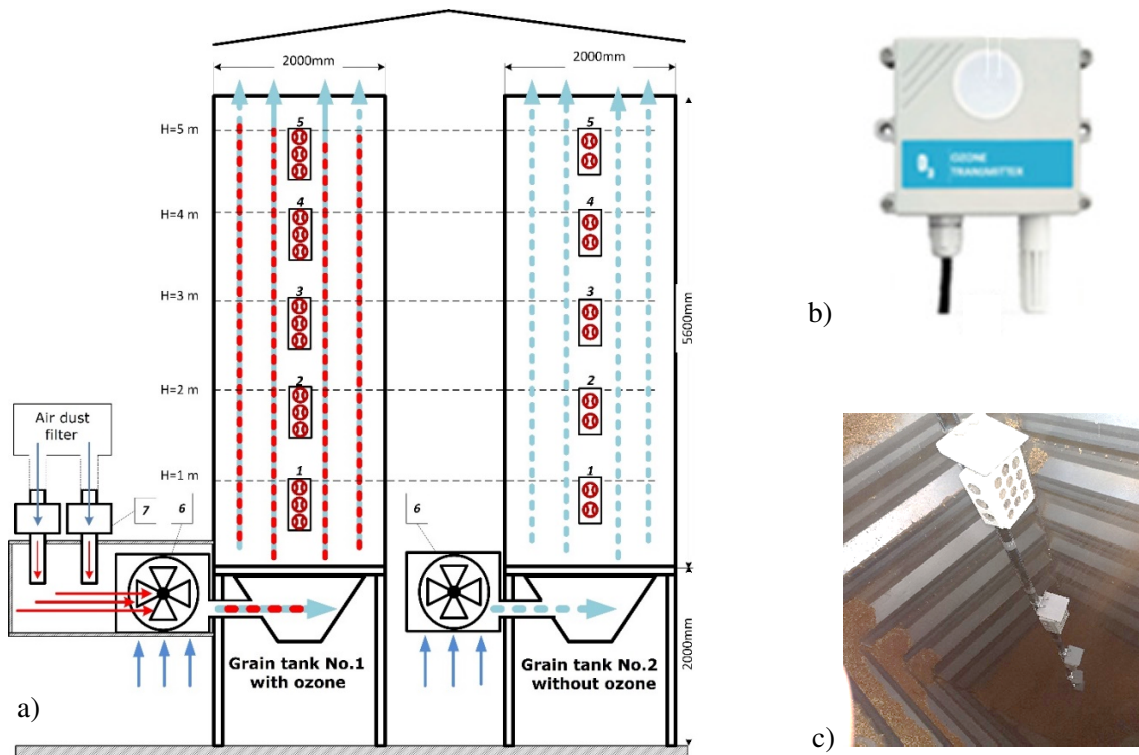 2000mm
2000mm
H=5 m
5
5
H=4 m
4
4
H=3 m
3
3
5600mm
H=2 m
2
2
Air dust
filter
H=1 m
1
1
7
6
6
Grain tank No.1
with ozone
Grain tank No.2
without ozone
2000mm
a)
O3
OZONE
TRANSMITTER
b)
c)